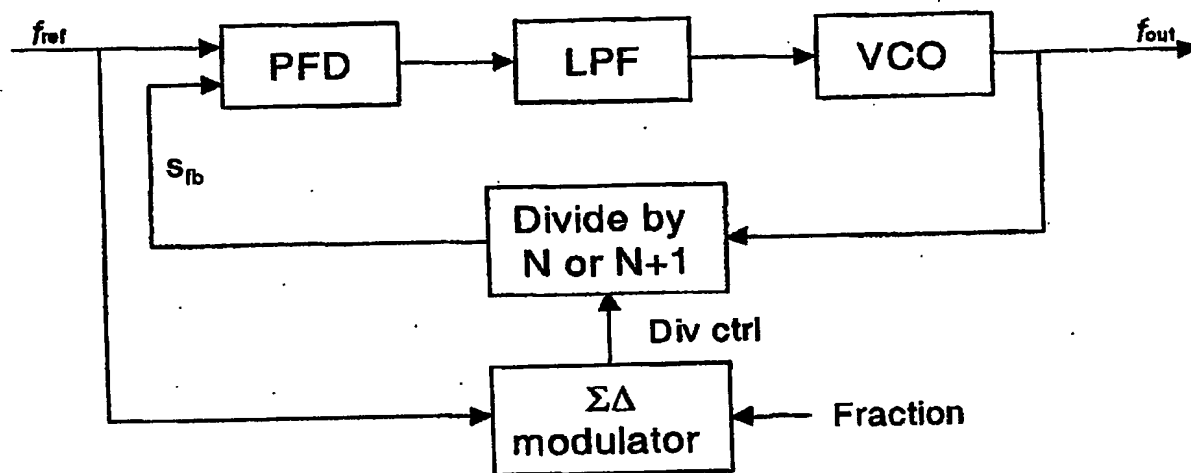 fref
PFD
LPF
VCO
fout
sfb
Divide by
N or N+1
Div ctrl
ΣΔ
modulator
Fraction